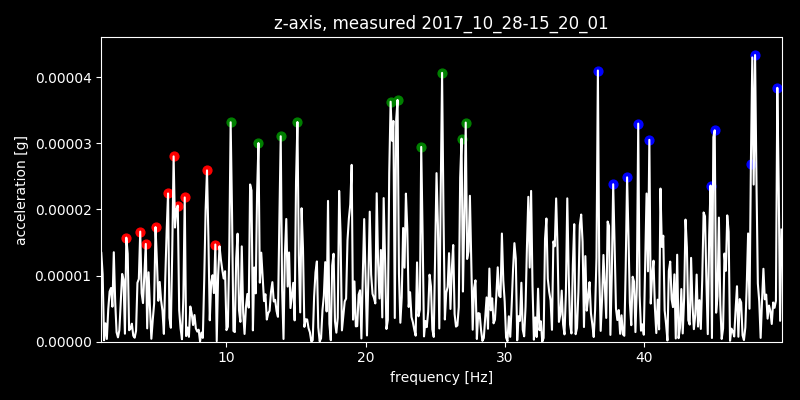 z-axis, measured 2017_10_28-15_20_01
acceleration [g]
0.00004
0.00003
0.00002
0.00001
0.00000
10 20 30 40
frequency [Hz]